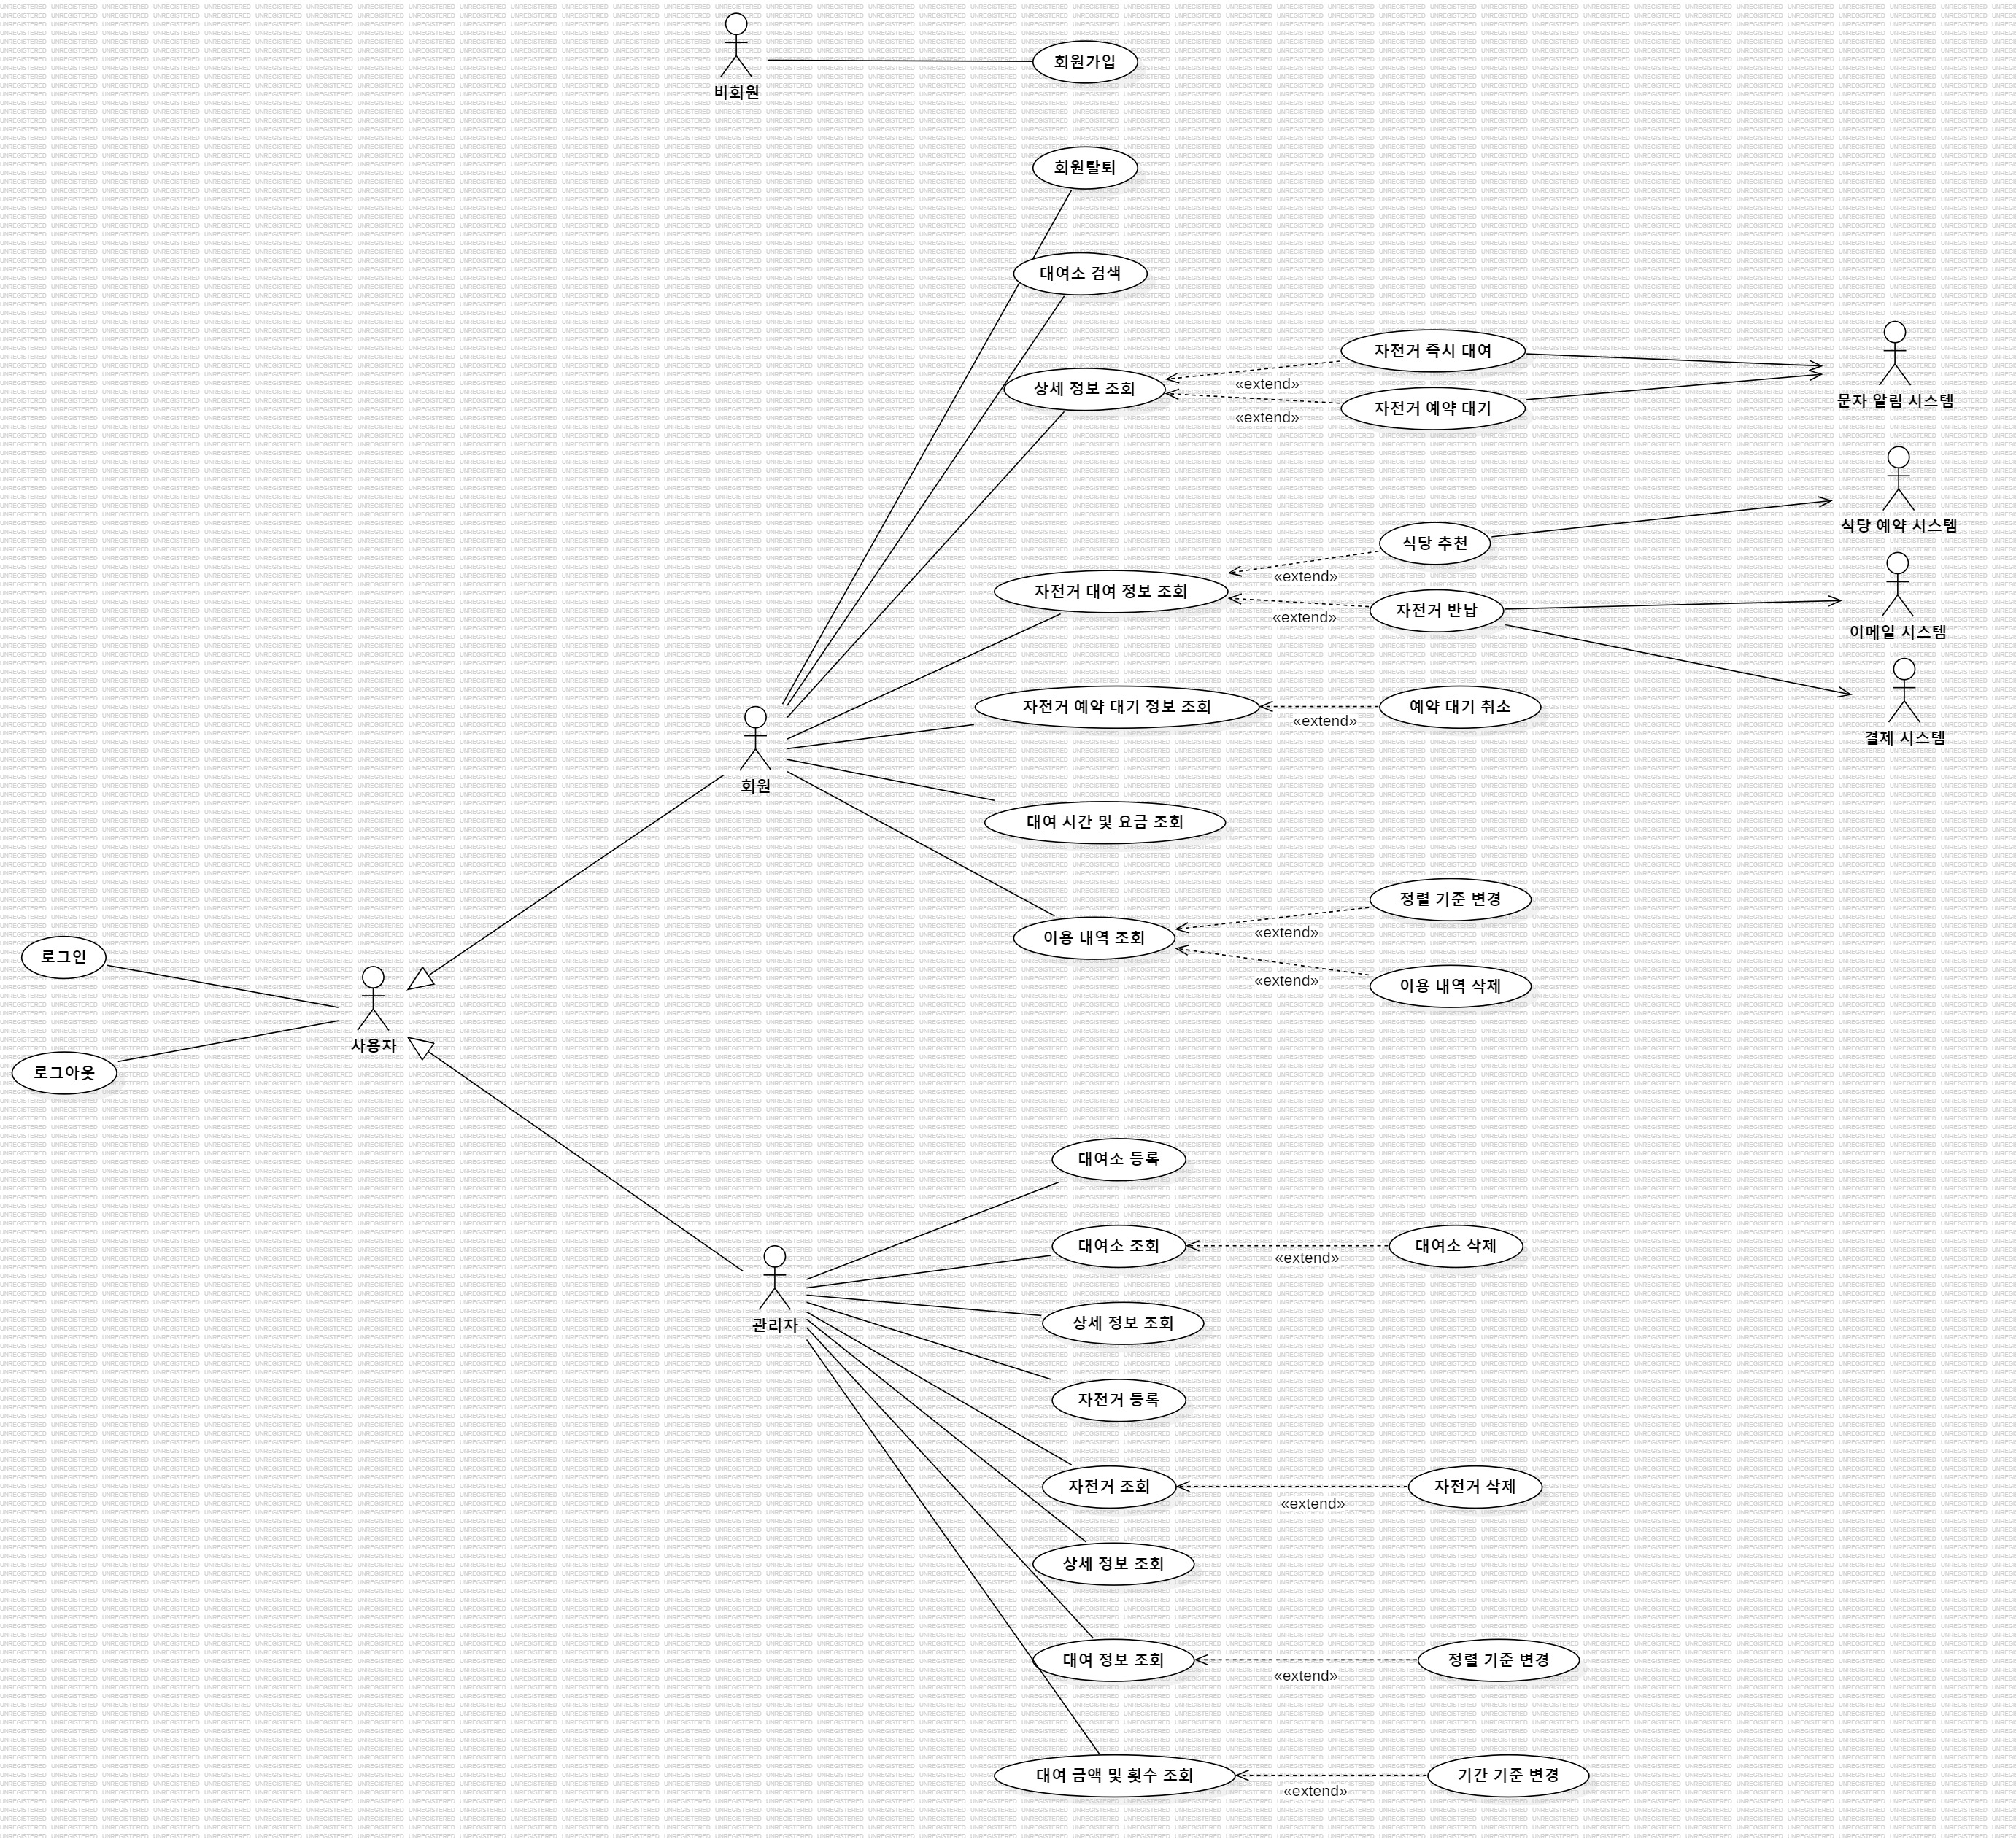 비회원
회원가입
회원탈퇴
대여소 검색
상세 정보 조회
«extend»
«extend»
자전거 즉시 대여
자전거 예약 대기
문자 알림 시스템
식당 예약 시스템
식당 추천
자전거 대여 정보 조회
«extend»
«extend»
자전거 반납
이메일 시스템
결제 시스템
자전거 예약 대기 정보 조회
«extend»
예약 대기 취소
회원
대여 시간 및 요금 조회
정렬 기준 변경
이용 내역 조회
«extend»
«extend»
이용 내역 삭제
로그인
사용자
로그아웃
대여소 등록
대여소 조회
«extend»
대여소 삭제
관리자
상세 정보 조회
자전거 등록
자전거 조회
«extend»
자전거 삭제
상세 정보 조회
대여 정보 조회
«extend»
정렬 기준 변경
대여 금액 및 횟수 조회
«extend»
기간 기준 변경
UNREGISTERED